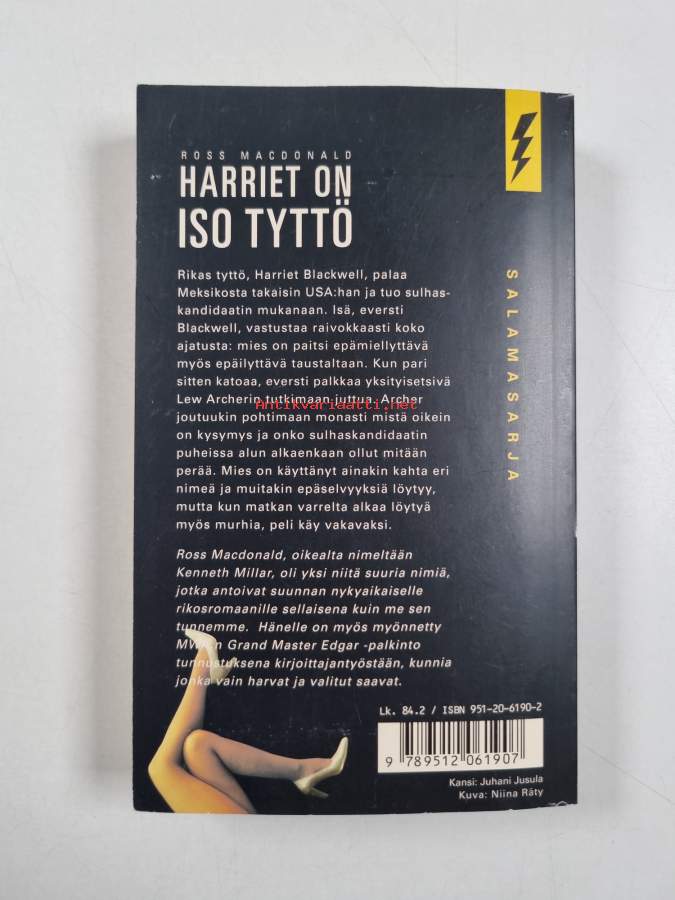 ROSS MACDONALD
HARRIET ON
ISO TYTTÖ
Rikas tyttö, Harriet Blackwell, palaa
Meksikosta takaisin USA:han ja tuo sulhas-
kandidaatin mukanaan. Isä, eversti
Blackwell, vastustaa raivokkaasti koko
ajatusta: mies on paitsi epämiellyttävä
myös epäilyttävä taustaltaan. Kun pari
sitten katoaa, eversti palkkaa yksityisetsivä
Lew Archerin tutkimaan juttua. Archer
Antikvariaatti.net
joutuukin pohtimaan monasti mistä oikein
on kysymys ja onko sulhaskandidaatin
puheissa alun alkaenkaan ollut mitään
perää. Mies on käyttänyt ainakin kahta eri
nimeä ja muitakin epäselvyyksiä löytyy,
mutta kun matkan varrelta alkaa löytyä
myös murhia, peli käy vakavaksi.
Ross Macdonald, oikealta nimeltään
Kenneth Millar, oli yksi niitä suuria nimiä,
jotka antoivat suunnan nykyaikaiselle
rikosromaanille sellaisena kuin me sen
tunnemme. Hänelle on myös myönnetty
MWA:n Grand Master Edgar -palkinto
tunnustuksena kirjoittajantyöstään, kunnia
jonka vain harvat ja valitut saavat.
SALAMASARJA
Lk. 84.2 / ISBN 951-20-6190-2
9 789512 061907
Kansi: Juhani Jusula
Kuva: Niina Räty